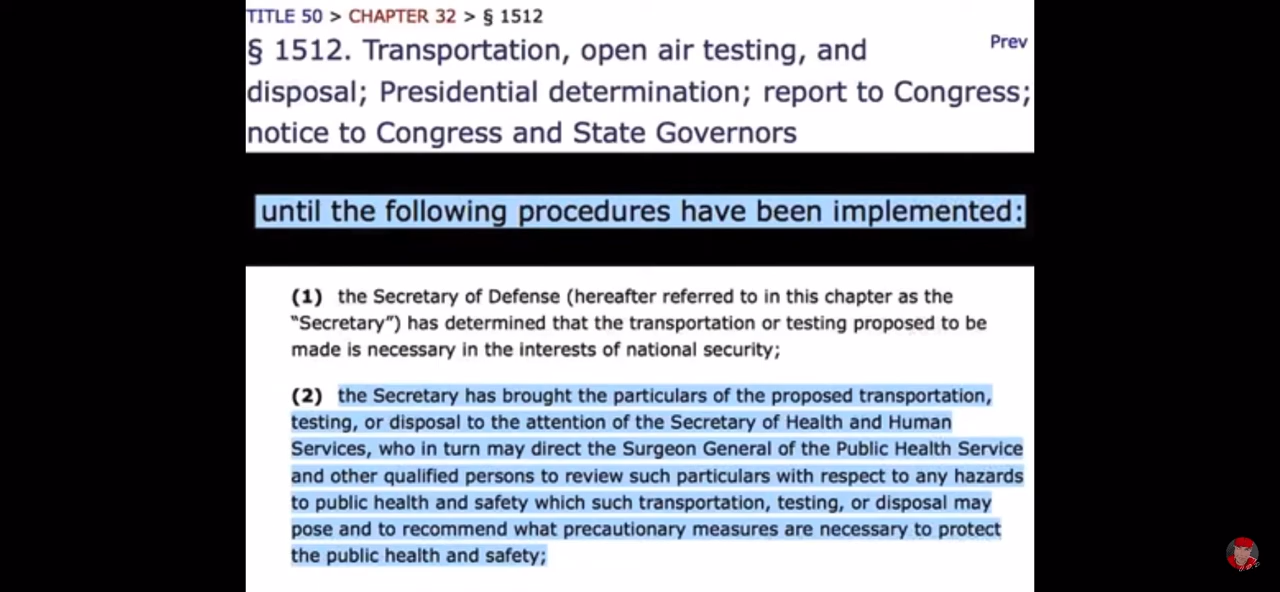 TITLE 50 > CHAPTER 32 > § 1512
§ 1512. Transportation, open air testing, and
Prev
disposal; Presidential determination; report to Congress;
notice to Congress and State Governors
until the following procedures have been implemented:
(1) the Secretary of Defense (hereafter referred to in this chapter as the
“Secretary”) has determined that the transportation or testing proposed to be
made is necessary in the interests of national security;
(2) the Secretary has brought the particulars of the proposed transportation,
testing, or disposal to the attention of the Secretary of Health and Human
Services, who in turn may direct the Surgeon General of the Public Health Service
and other qualified persons to review such particulars with respect to any hazards
to public health and safety which such transportation, testing, or disposal may
pose and to recommend what precautionary measures are necessary to protect
the public health and safety;